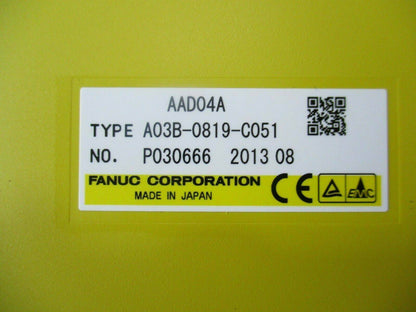 AAD04A
TYPE A03B-0819-C051
NO. P030666 2013 08
FANUC CORPORATION
MADE IN JAPAN
CE
EMC